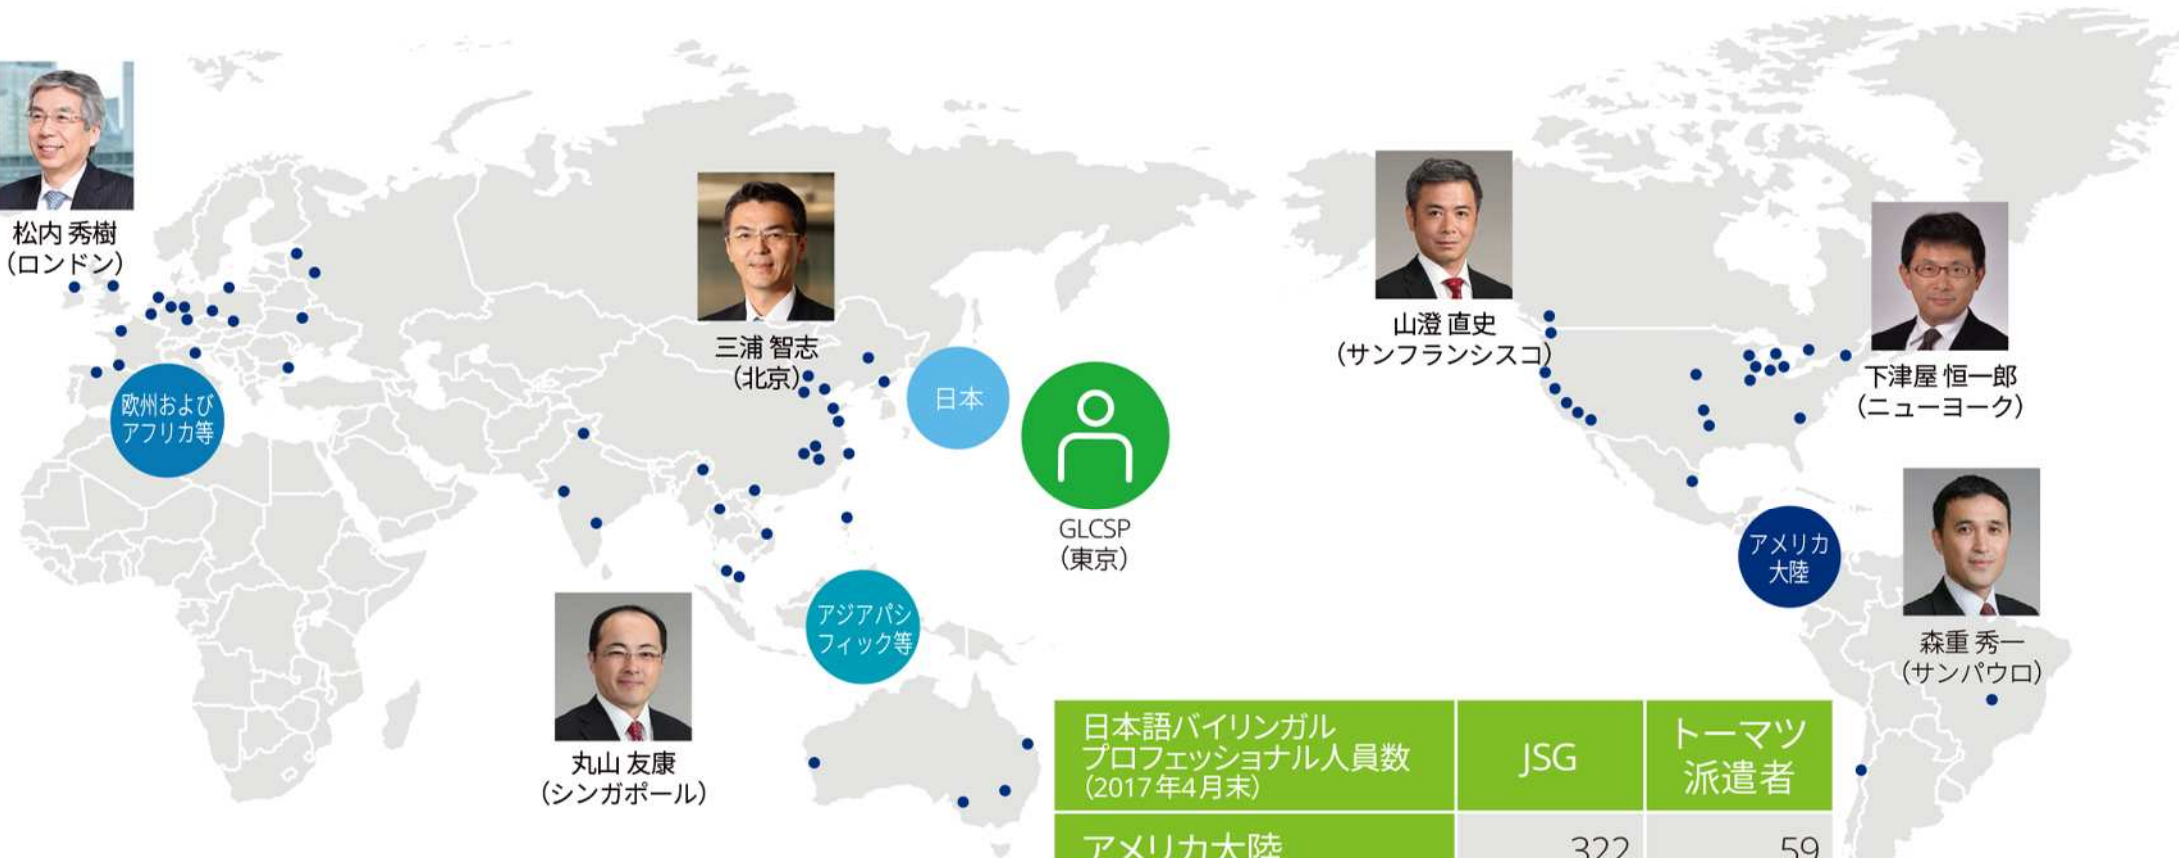 松内 秀樹
（ロンドン）
三浦 智志
（北京）
山澄 直史
（サンフランシスコ）
下津屋 恒一郎
（ニューヨーク）
欧州および
アフリカ等
日本
GLCSP
（東京）
アメリカ
大陸
アジアパシ
フィック等
森重 秀一
（サンパウロ）
丸山 友康
（シンガポール）
日本語バイリンガル
プロフェッショナル人員数
（2017年4月末）
JSG
トーマツ
派遣者
アメリカ大陸 322 59